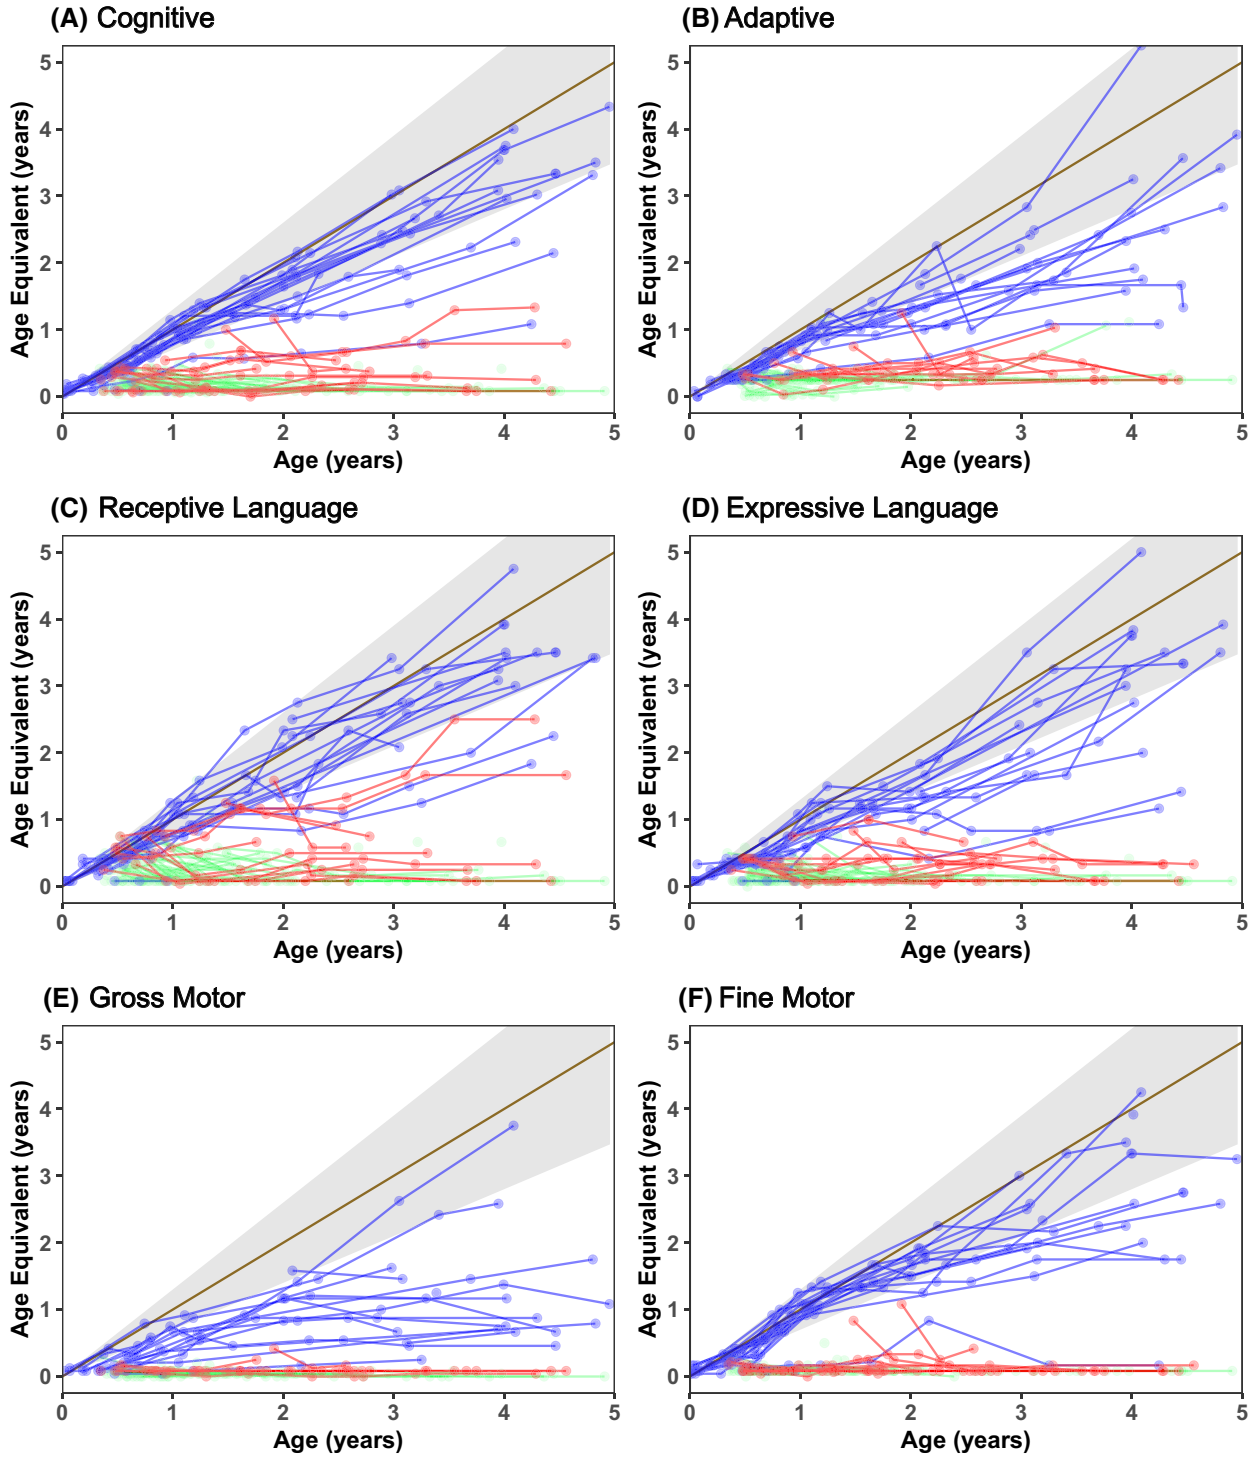 (A) Cognitive
(B) Adaptive
Age Equivalent (years)
5
4
3
2
1
0
0 1 2 3 4 5
Age (years)
Age Equivalent (years)
5
4
3
2
1
0
0 1 2 3 4 5
Age (years)
(C) Receptive Language
(D) Expressive Language
Age Equivalent (years)
5
4
3
2
1
0
0 1 2 3 4 5
Age (years)
Age Equivalent (years)
5
4
3
2
1
0
0 1 2 3 4 5
Age (years)
(E) Gross Motor
(F) Fine Motor
Age Equivalent (years)
5
4
3
2
1
0
0 1 2 3 4 5
Age (years)
Age Equivalent (years)
5
4
3
2
1
0
0 1 2 3 4 5
Age (years)